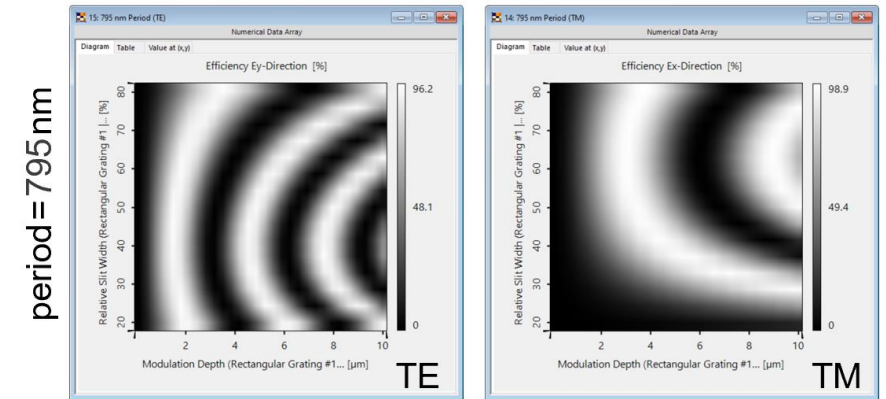 period = 795nm
15: 795 nm Period (TE)
Numerical Data Array
Diagram Table Value at (x,y)
Efficiency Ey-Direction [%]
Relative Slit Width (Rectangular Grating #1 |... [%]
80
70
60
50
40
30
20
96.2
48.1
0
2 4 6 8 10
Modulation Depth (Rectangular Grating #1... [µm]
TE
14: 795 nm Period (TM)
Numerical Data Array
Diagram Table Value at (x,y)
Efficiency Ex-Direction [%]
Relative Slit Width (Rectangular Grating #1 |... [%]
80
70
60
50
40
30
20
98.9
49.4
0
2 4 6 8 10
Modulation Depth (Rectangular Grating #1... [µm]
TM